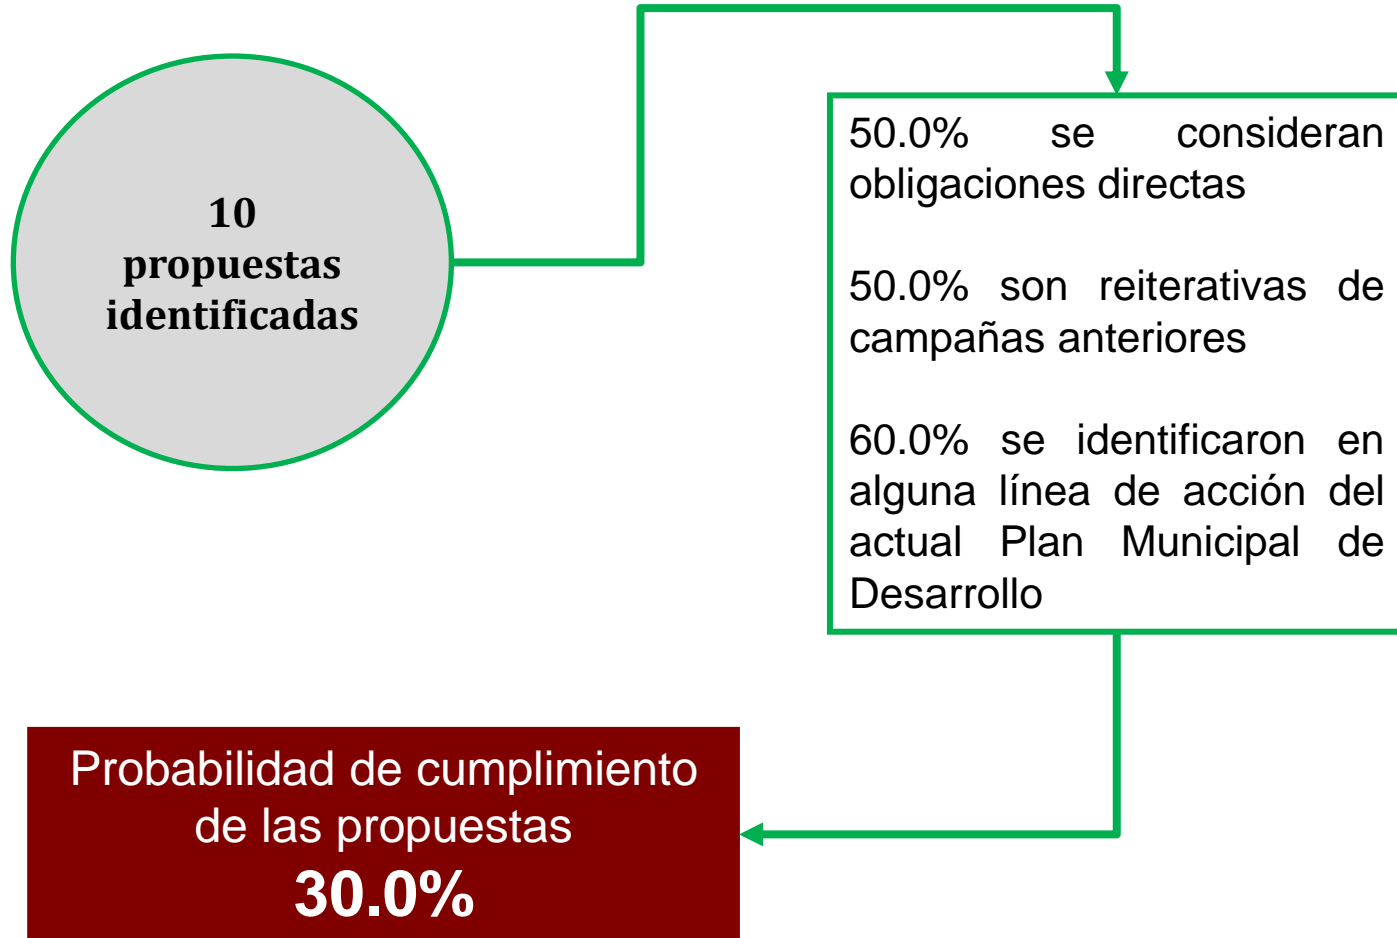 10
propuestas
identificadas
50.0% se consideran
obligaciones directas
50.0% son reiterativas de
campañas anteriores
60.0% se identificaron en
alguna línea de acción del
actual Plan Municipal de
Desarrollo
Probabilidad de cumplimiento
de las propuestas
30.0%